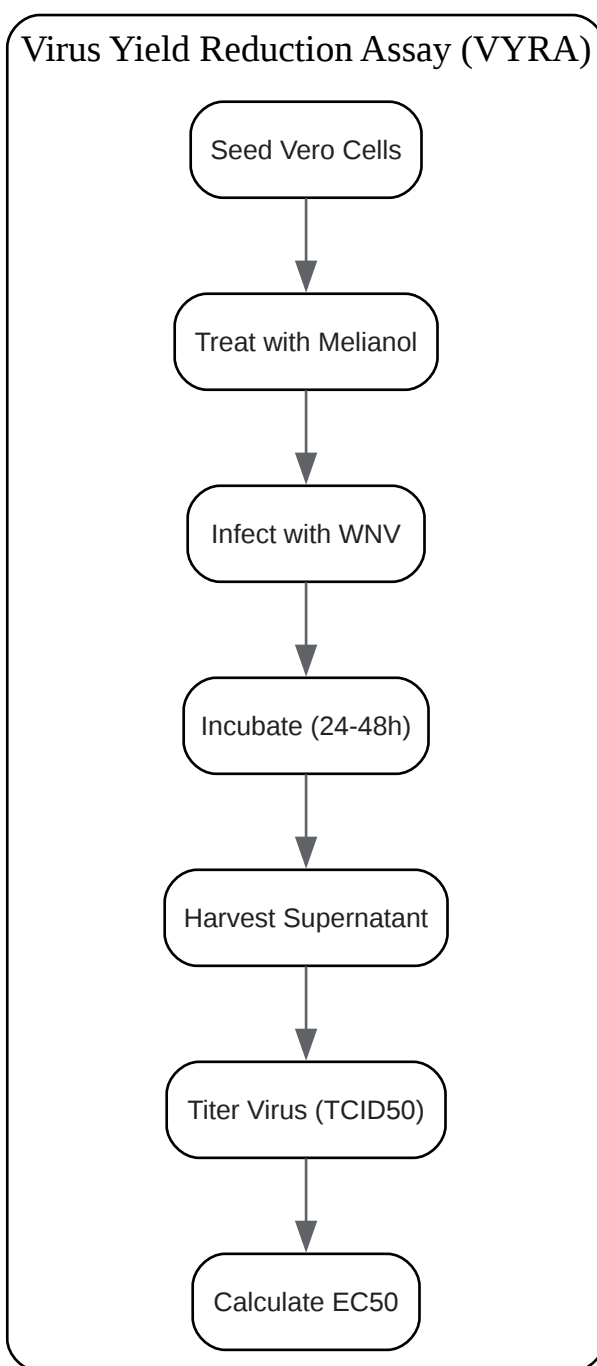 Virus Yield Reduction Assay (VYRA)
Seed Vero Cells
Treat with Melianol
Infect with WNV
Incubate (24-48h)
Harvest Supernatant
Titer Virus (TCID50)
Calculate EC50